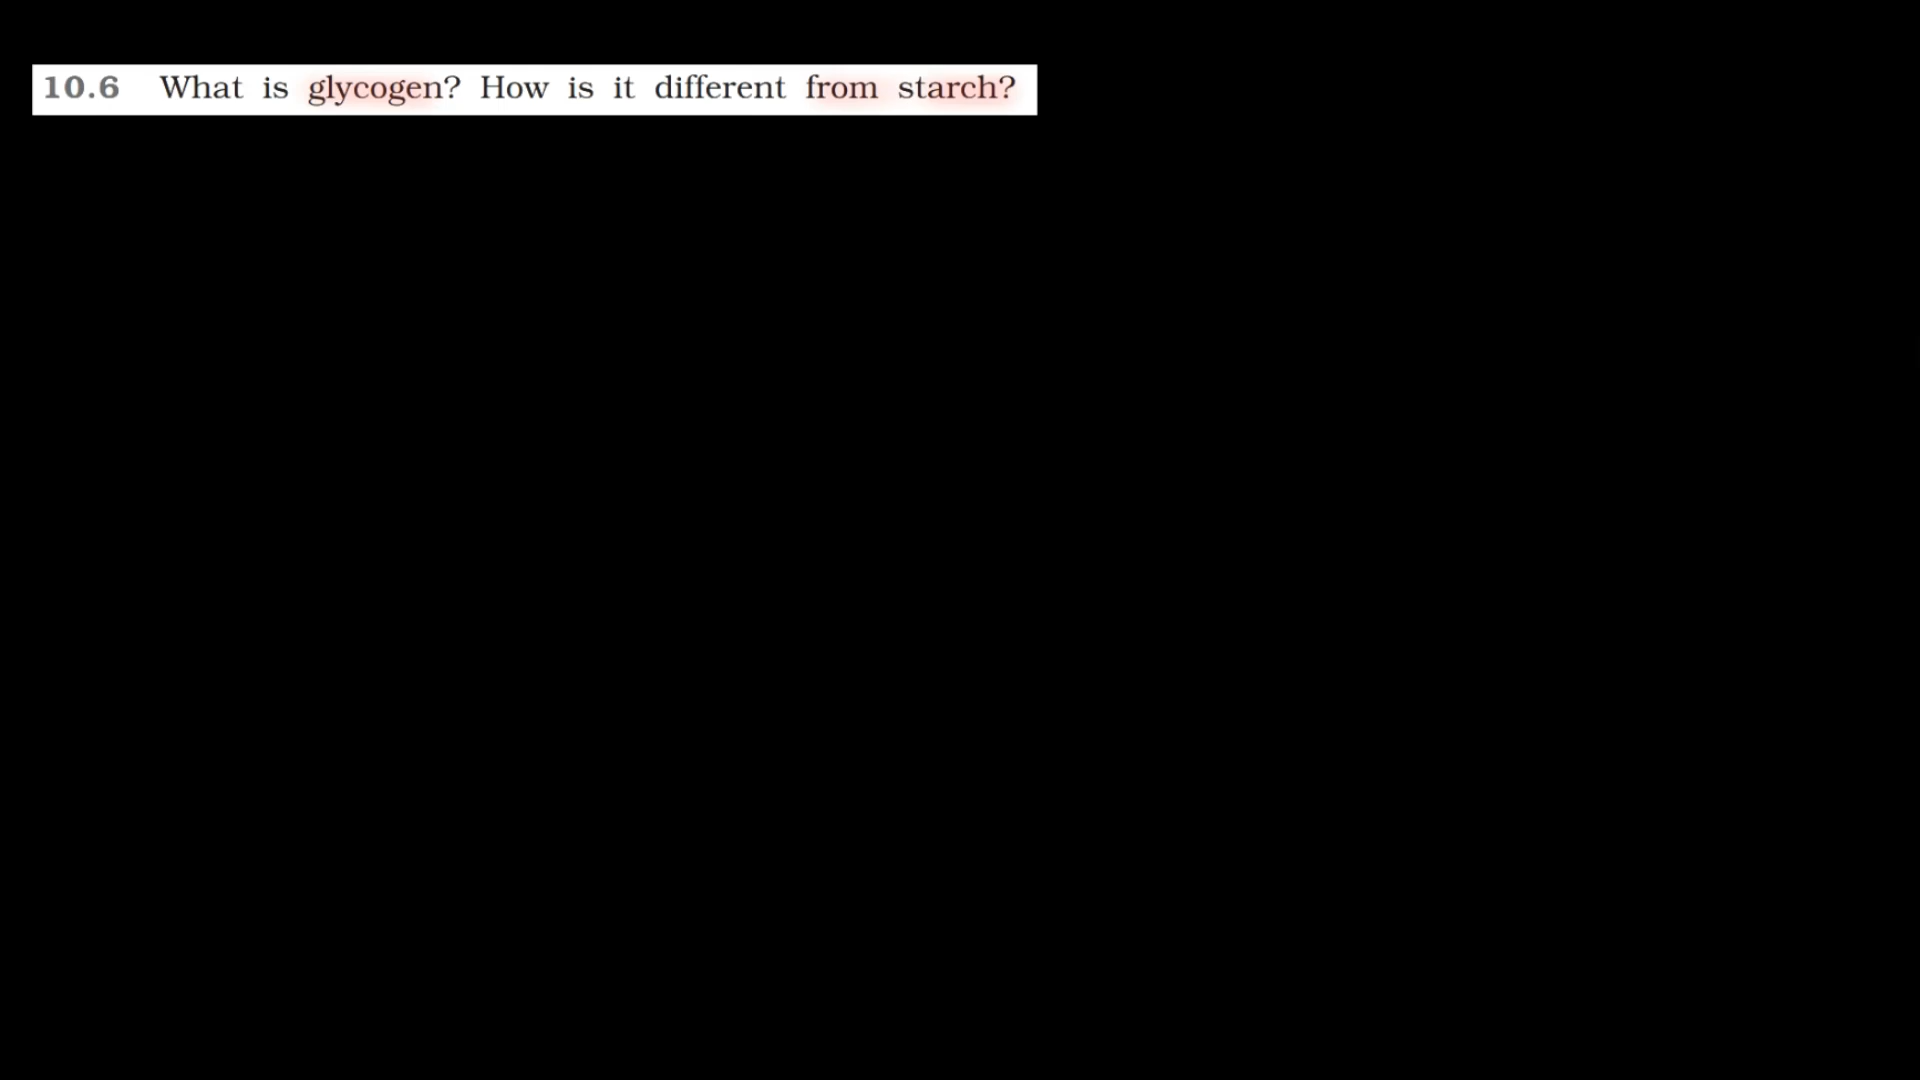 10.6 What is glycogen? How is it different from starch?